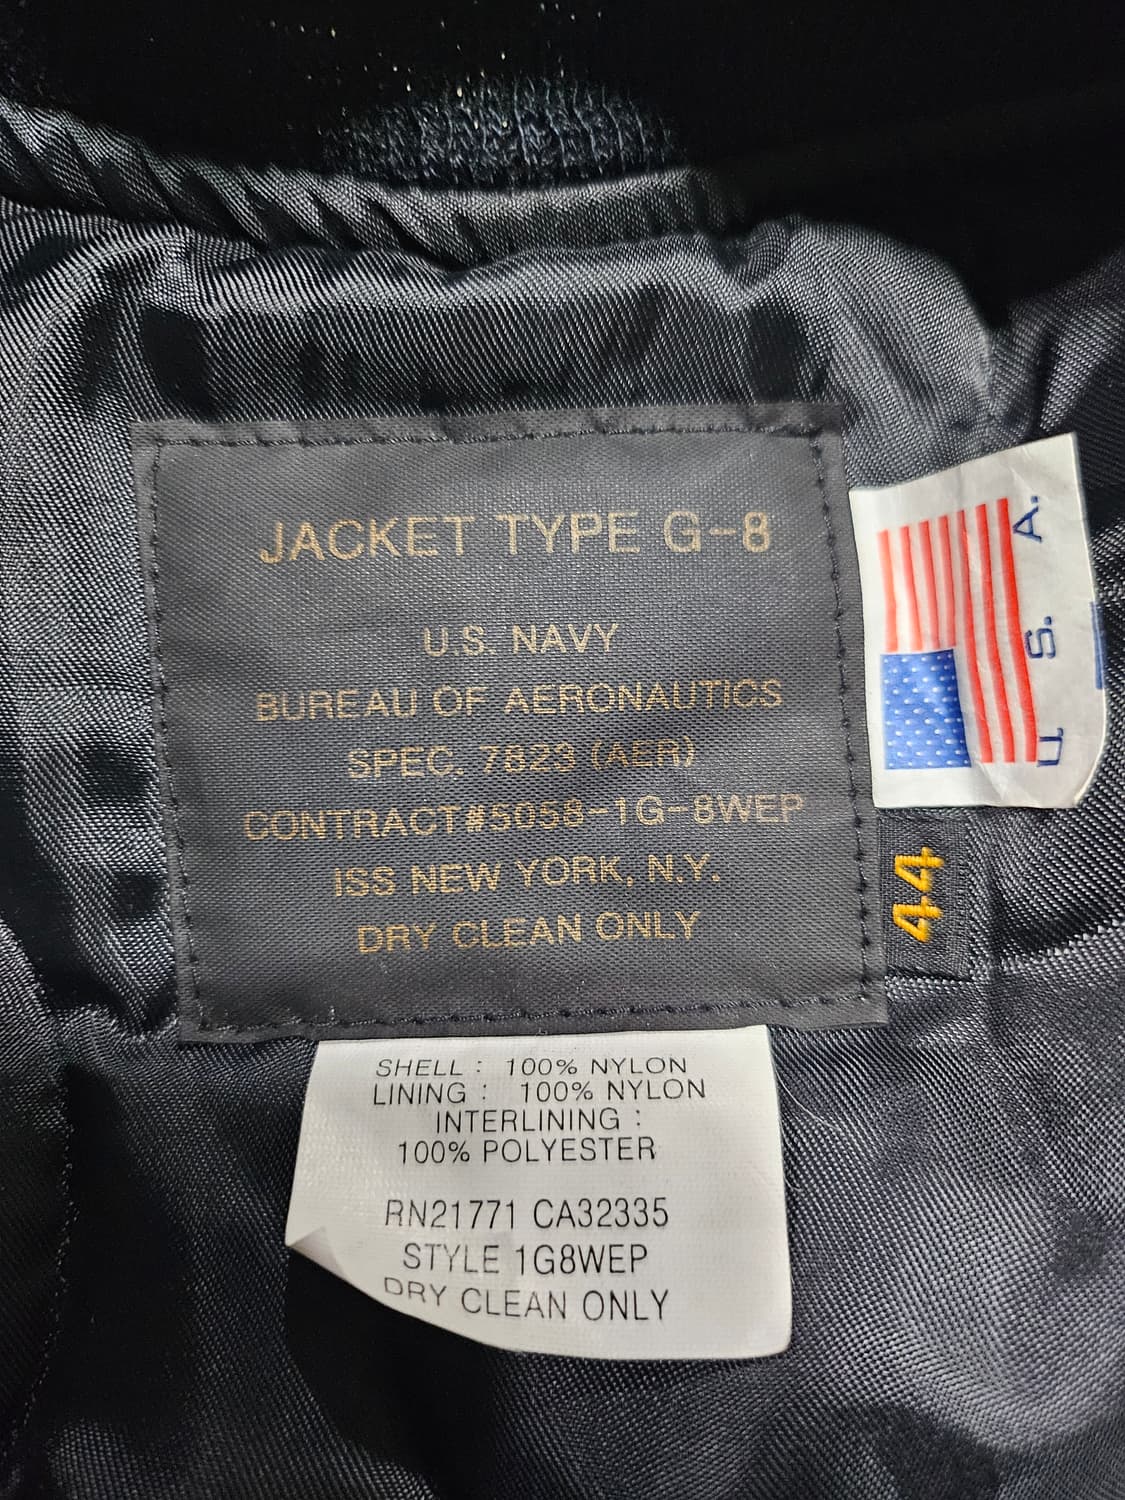 JACKET TYPE G-8
U.S. NAVY
BUREAU OF AERONAUTICS
SPEC. 7823 (AER)
CONTRACT#5058-1G-8WEP
ISS NEW YORK, N.Y.
DRY CLEAN ONLY
U. S. A.
44
SHELL : 100% NYLON
LINING : 100% NYLON
INTERLINING :
100% POLYESTER
RN21771 CA32335
STYLE 1G8WEP
DRY CLEAN ONLY